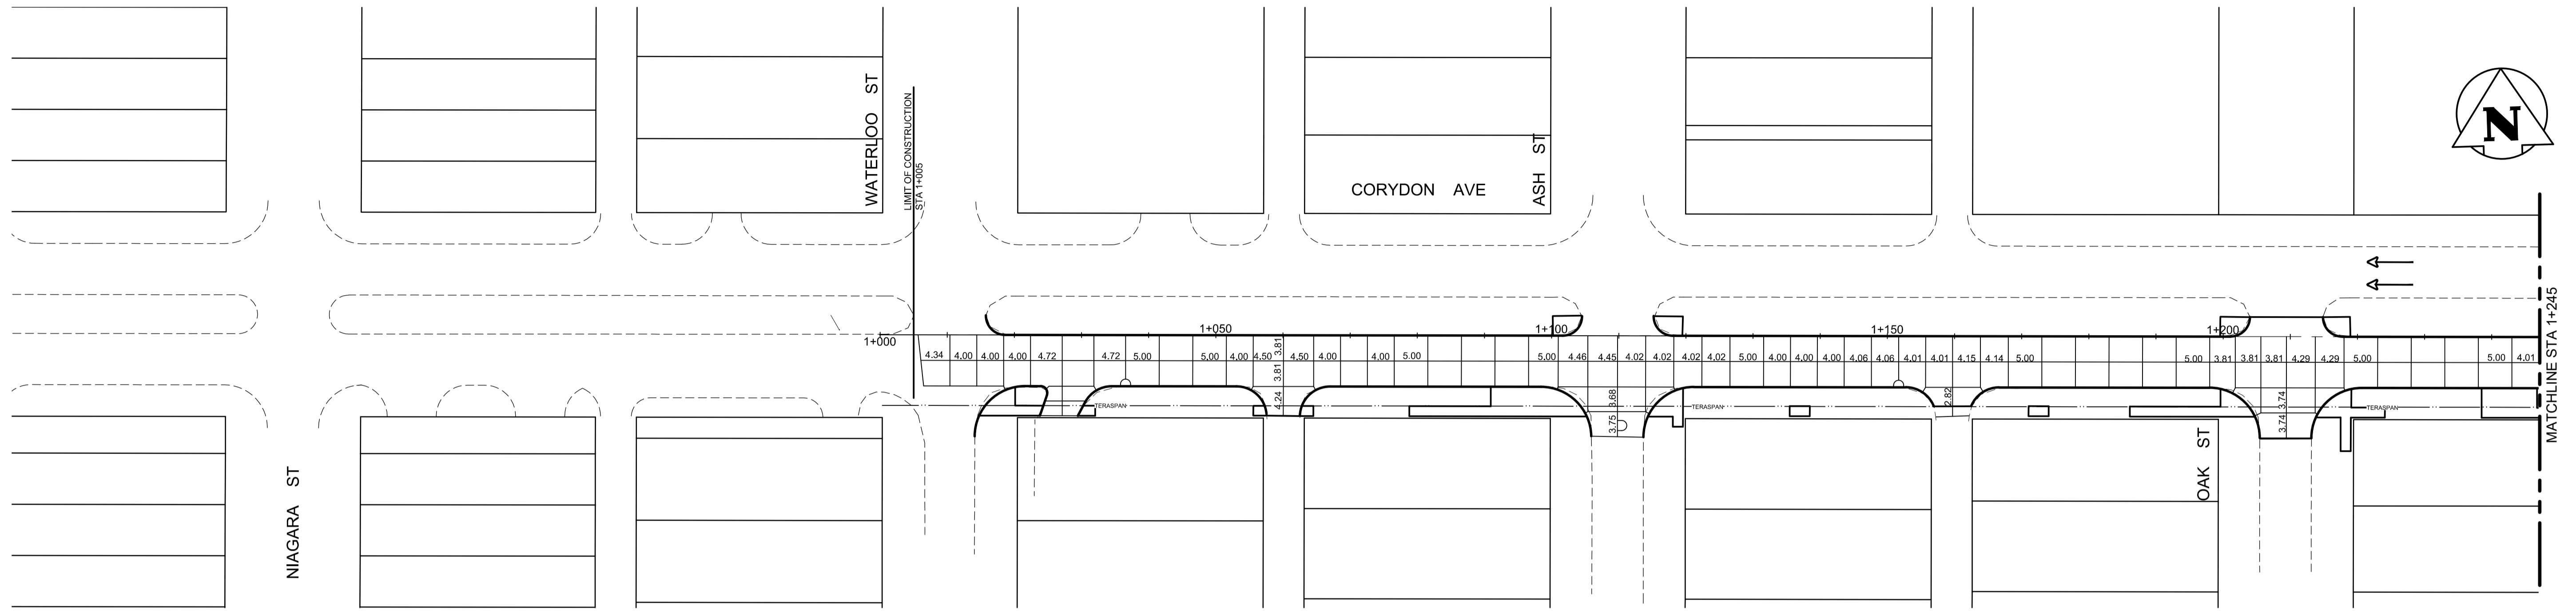 WATERLOO ST
LIMIT OF CONSTRUCTION
STA 1+005
CORYDON AVE
ASH ST
N
MATCHLINE STA 1+245
1+000
1+050
1+100
1+150
1+200
4.34 4.00 4.00 4.00 4.72 4.72 5.00 5.00 4.00 4.50 4.50 4.00 4.00 5.00 5.00 4.46 4.45 4.02 4.02 4.02 4.02 5.00 4.00 4.00 4.00 4.06 4.06 4.01 4.01 4.15 4.14 5.00 5.00 3.81 3.81 3.81 4.29 4.29 5.00 5.00 4.01
3.81
3.81
4.24
3.68
3.75
2.82
3.74
3.74
TERASPAN
TERASPAN
TERASPAN
NIAGARA ST
OAK ST